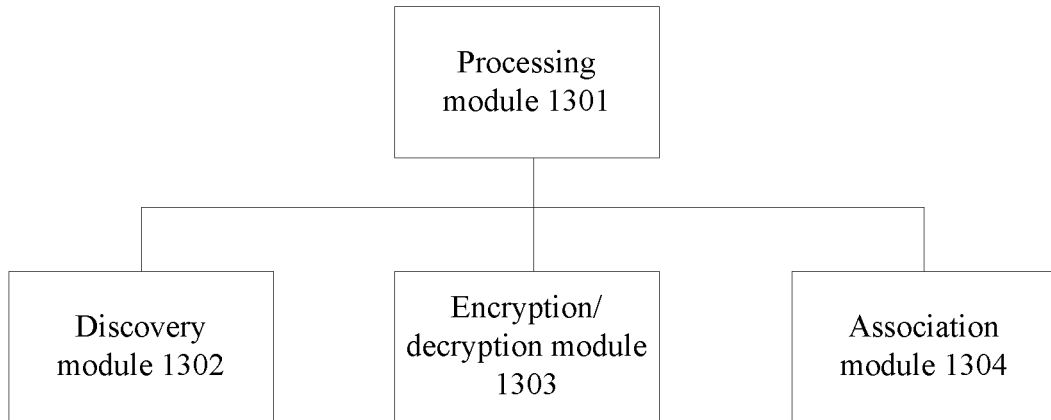 Processing
module 1301
Discovery
module 1302
Encryption/
decryption module
1303
Association
module 1304